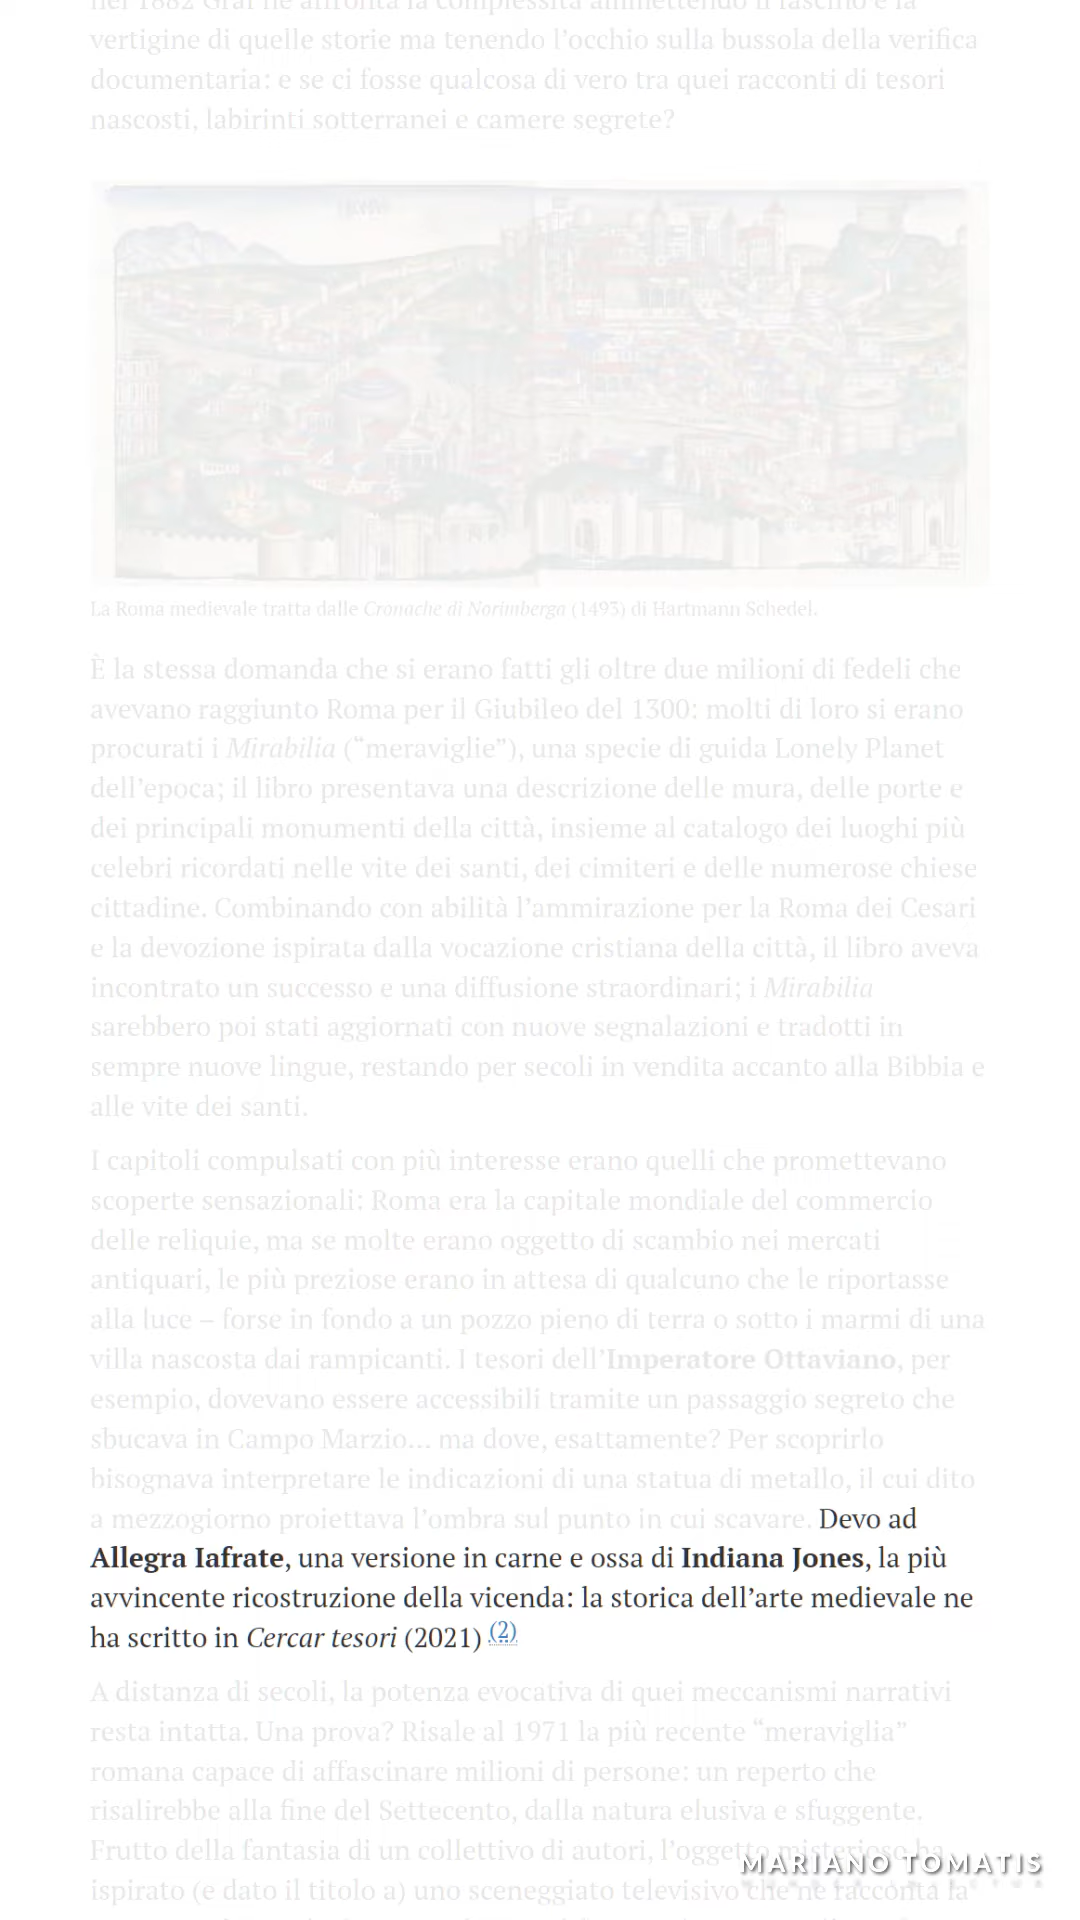 nel 1882 Graf ne affronta la complessità ammettendo il fascino e la
vertigine di quelle storie ma tenendo l’occhio sulla bussola della verifica
documentaria: e se ci fosse qualcosa di vero tra quei racconti di tesori
nascosti, labirinti sotterranei e camere segrete?
La Roma medievale tratta dalle Cronache di Norimberga (1493) di Hartmann Schedel.
È la stessa domanda che si erano fatti gli oltre due milioni di fedeli che
avevano raggiunto Roma per il Giubileo del 1300: molti di loro si erano
procurati i Mirabilia (“meraviglie”), una specie di guida Lonely Planet
dell’epoca; il libro presentava una descrizione delle mura, delle porte e
dei principali monumenti della città, insieme al catalogo dei luoghi più
celebri ricordati nelle vite dei santi, dei cimiteri e delle numerose chiese
cittadine. Combinando con abilità l’ammirazione per la Roma dei Cesari
e la devozione ispirata dalla vocazione cristiana della città, il libro aveva
incontrato un successo e una diffusione straordinari; i Mirabilia
sarebbero poi stati aggiornati con nuove segnalazioni e tradotti in
sempre nuove lingue, restando per secoli in vendita accanto alla Bibbia e
alle vite dei santi.
I capitoli compulsati con più interesse erano quelli che promettevano
scoperte sensazionali: Roma era la capitale mondiale del commercio
delle reliquie, ma se molte erano oggetto di scambio nei mercati
antiquari, le più preziose erano in attesa di qualcuno che le riportasse
alla luce – forse in fondo a un pozzo pieno di terra o sotto i marmi di una
villa nascosta dai rampicanti. I tesori dell’Imperatore Ottaviano, per
esempio, dovevano essere accessibili tramite un passaggio segreto che
sbucava in Campo Marzio… ma dove, esattamente? Per scoprirlo
bisognava interpretare le indicazioni di una statua di metallo, il cui dito
a mezzogiorno proiettava l’ombra sul punto in cui scavare. Devo ad
Allegra Iafrate, una versione in carne e ossa di Indiana Jones, la più
avvincente ricostruzione della vicenda: la storica dell’arte medievale ne
ha scritto in Cercar tesori (2021) (2)
A distanza di secoli, la potenza evocativa di quei meccanismi narrativi
resta intatta. Una prova? Risale al 1971 la più recente “meraviglia”
romana capace di affascinare milioni di persone: un reperto che
risalirebbe alla fine del Settecento, dalla natura elusiva e sfuggente.
Frutto della fantasia di un collettivo di autori, l’oggetto misterioso ha
MARIANO TOMATIS
ispirato (e dato il titolo a) uno sceneggiato televisivo che ne racconta la